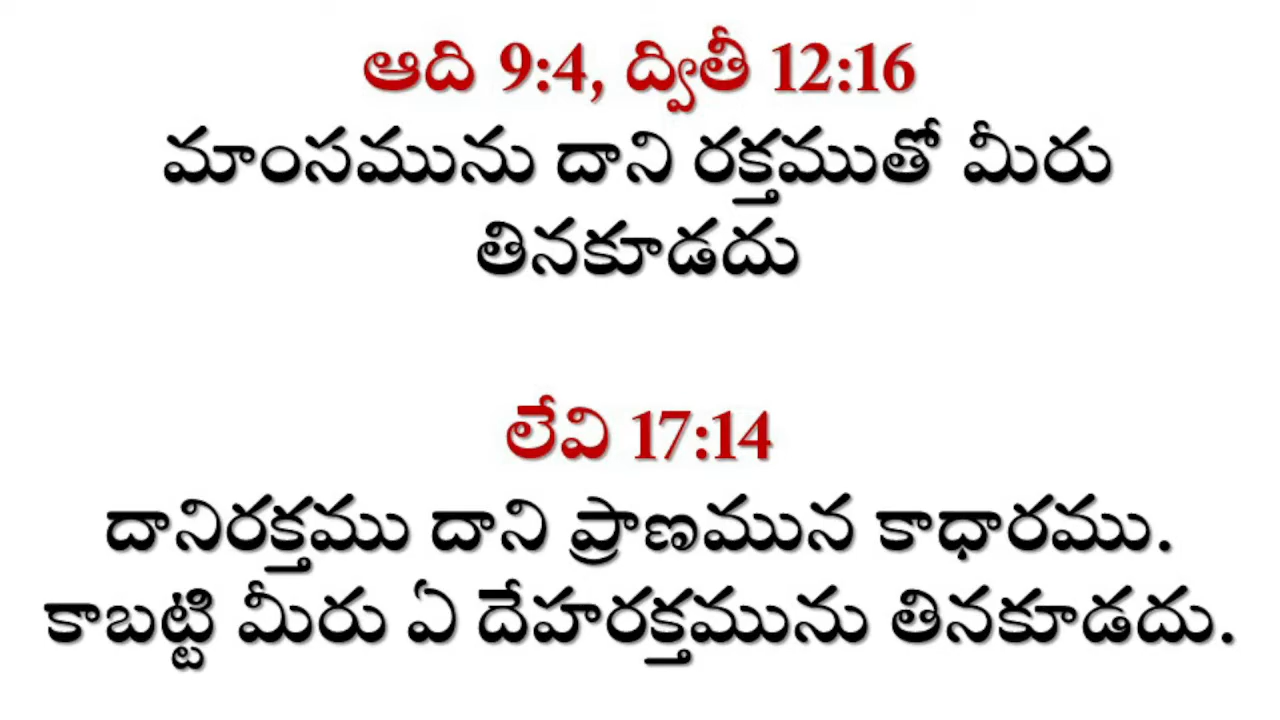 ఆది 9:4, ద్వితీ 12:16
మాంసమును దాని రక్తముతో మీరు
తినకూడదు
లేవి 17:14
దానిరక్తము దాని ప్రాణమున కాధారము.
కాబట్టి మీరు ఏ దేహరక్తమును తినకూడదు.